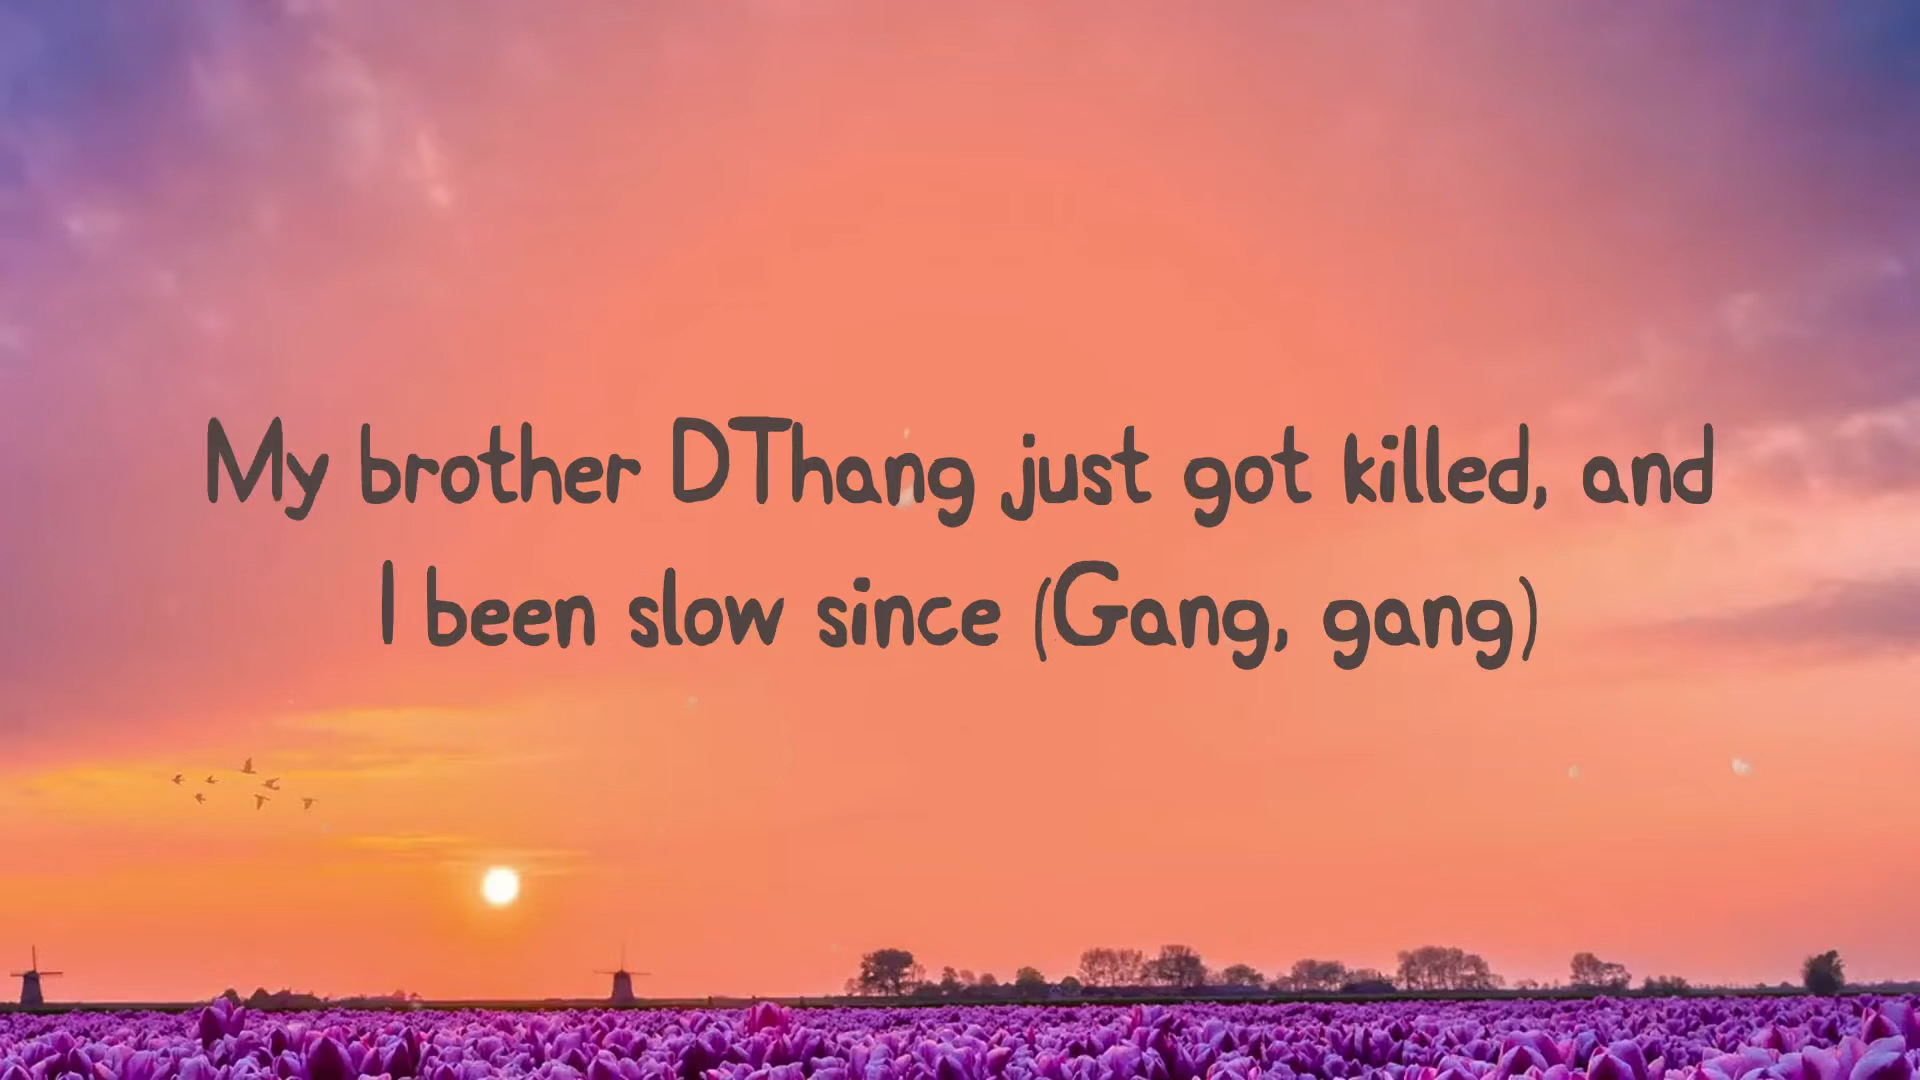 My brother DThang just got killed, and
I been slow since (Gang, gang)